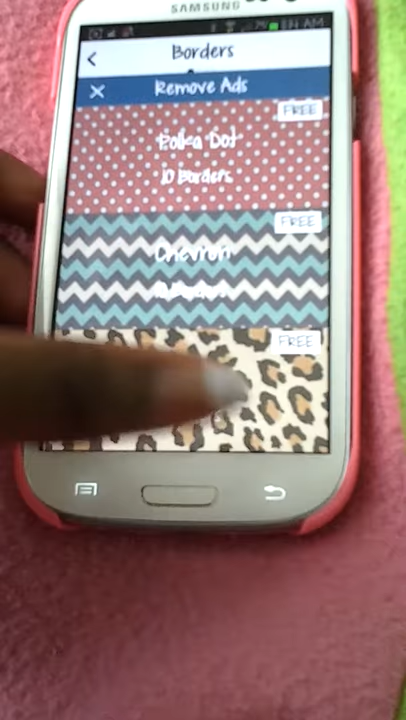 SAMSUNG
Borders
Remove Ads
FREE
Polka Dot
10 Borders
FREE
Chevron
FREE